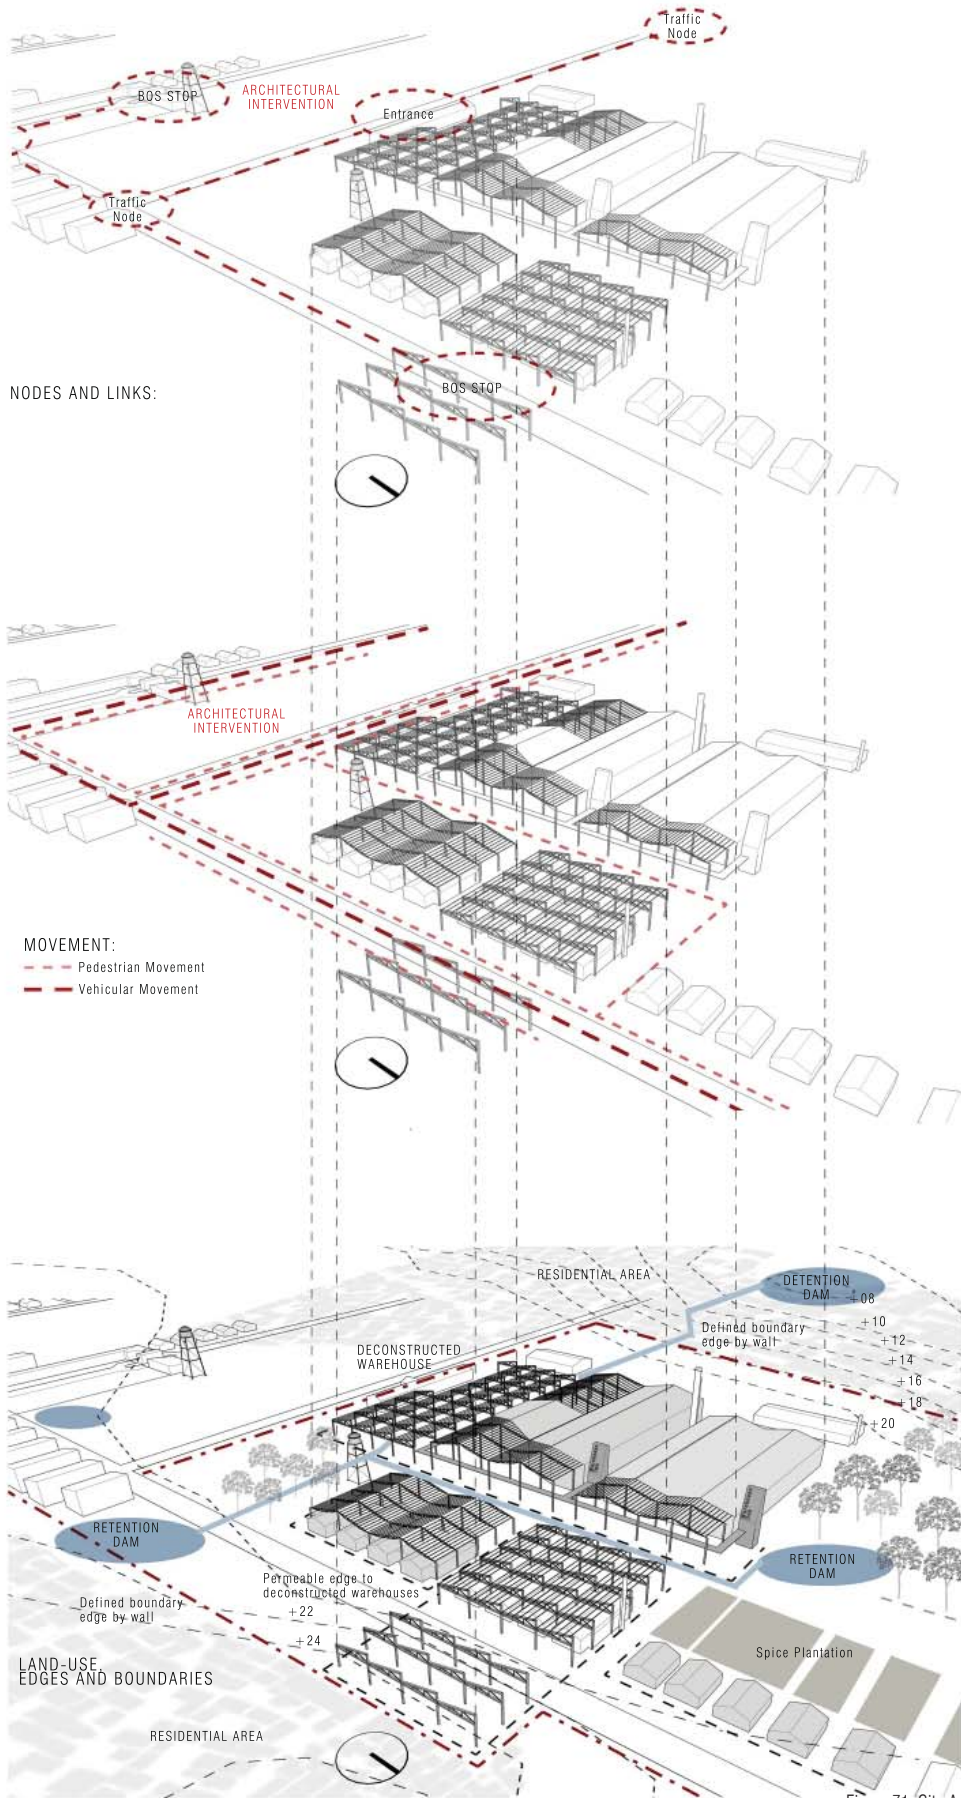 Traffic
Node
BOS STOP
ARCHITECTURAL
INTERVENTION
Entrance
Traffic
Node
NODES AND LINKS:
BOS STOP
ARCHITECTURAL
INTERVENTION
MOVEMENT:
Pedestrian Movement
Vehicular Movement
RESIDENTIAL AREA
DETENTION
DAM
+08
+10
+12
+14
+16
+18
+20
Defined boundary
edge by wall
DECONSTRUCTED
WAREHOUSE
RETENTION
DAM
RETENTION
DAM
Permeable edge to
deconstructed warehouses
+22
+24
Defined boundary
edge by wall
Spice Plantation
LAND-USE,
EDGES AND BOUNDARIES
RESIDENTIAL AREA